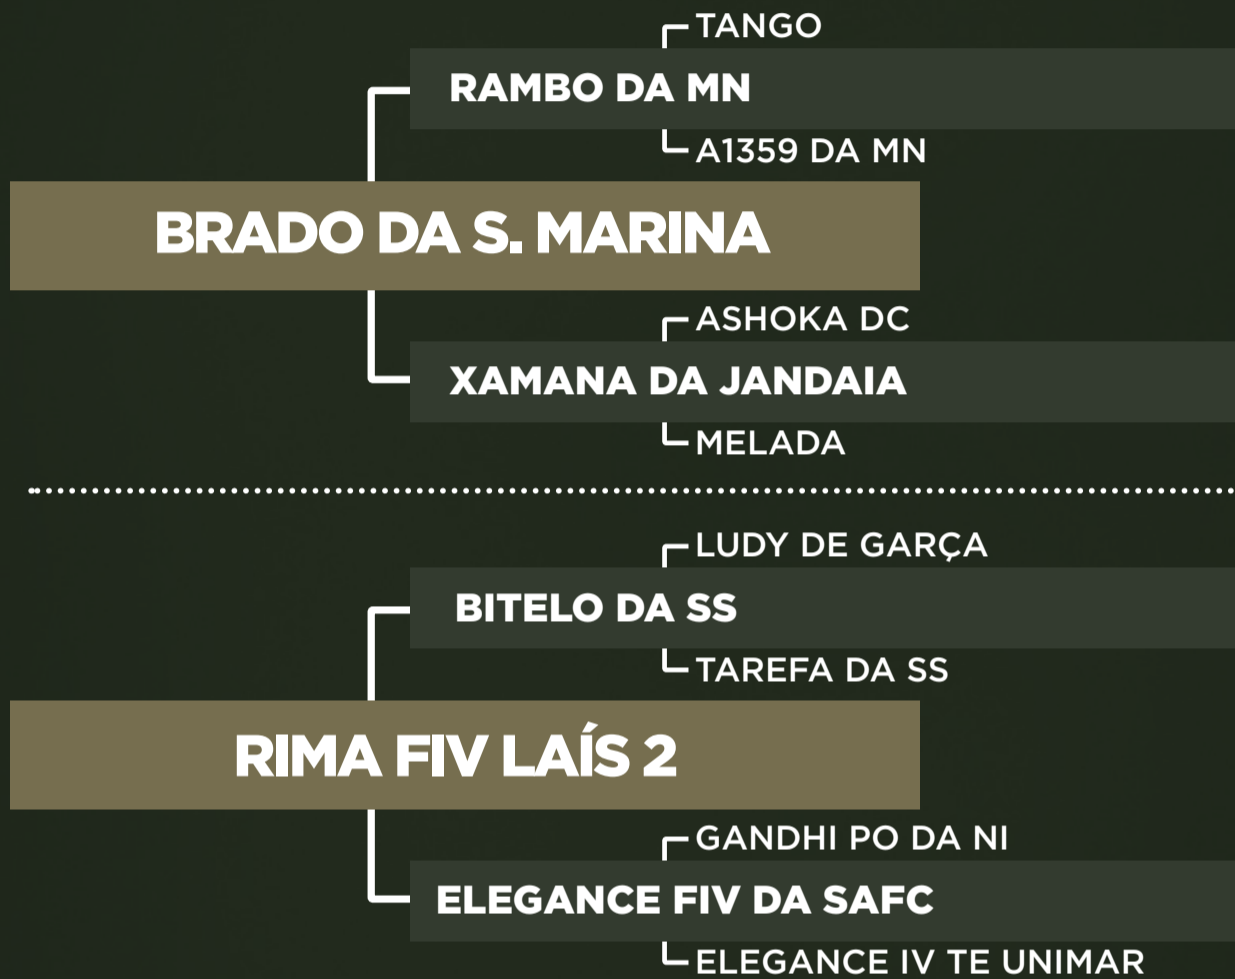 TANGO
RAMBO DA MN
A1359 DA MN
BRADO DA S. MARINA
ASHOKA DC
XAMANA DA JANDAIA
MELADA
LUDY DE GARÇA
BITELO DA SS
TAREFA DA SS
RIMA FIV LAÍS 2
GANDHI PO DA NI
ELEGANCE FIV DA SAFC
ELEGANCE IV TE UNIMAR